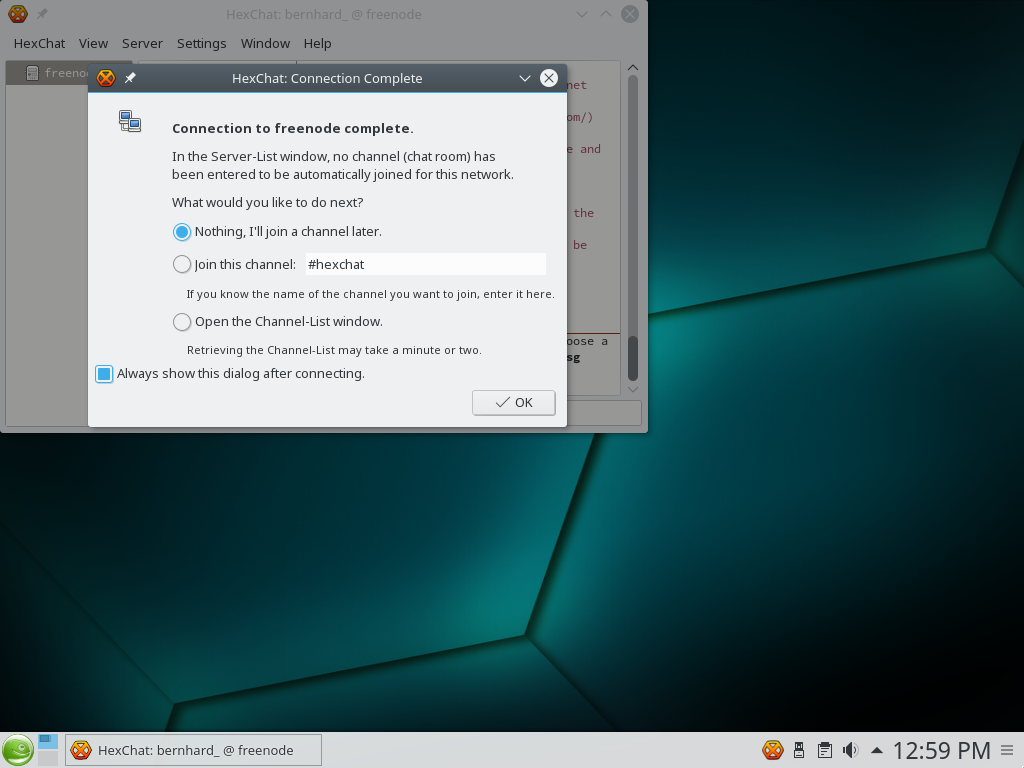 HexChat: bernhard_ @ freenode
HexChat View Server Settings Window Help
HexChat: Connection Complete
net
om/)
e and
the
be
oose a
sg
Connection to freenode complete.
In the Server-List window, no channel (chat room) has
been entered to be automatically joined for this network.
What would you like to do next?
Nothing, I'll join a channel later.
Join this channel: #hexchat
If you know the name of the channel you want to join, enter it here.
Open the Channel-List window.
Retrieving the Channel-List may take a minute or two.
Always show this dialog after connecting.
OK
HexChat: bernhard_ @ freenode
12:59 PM